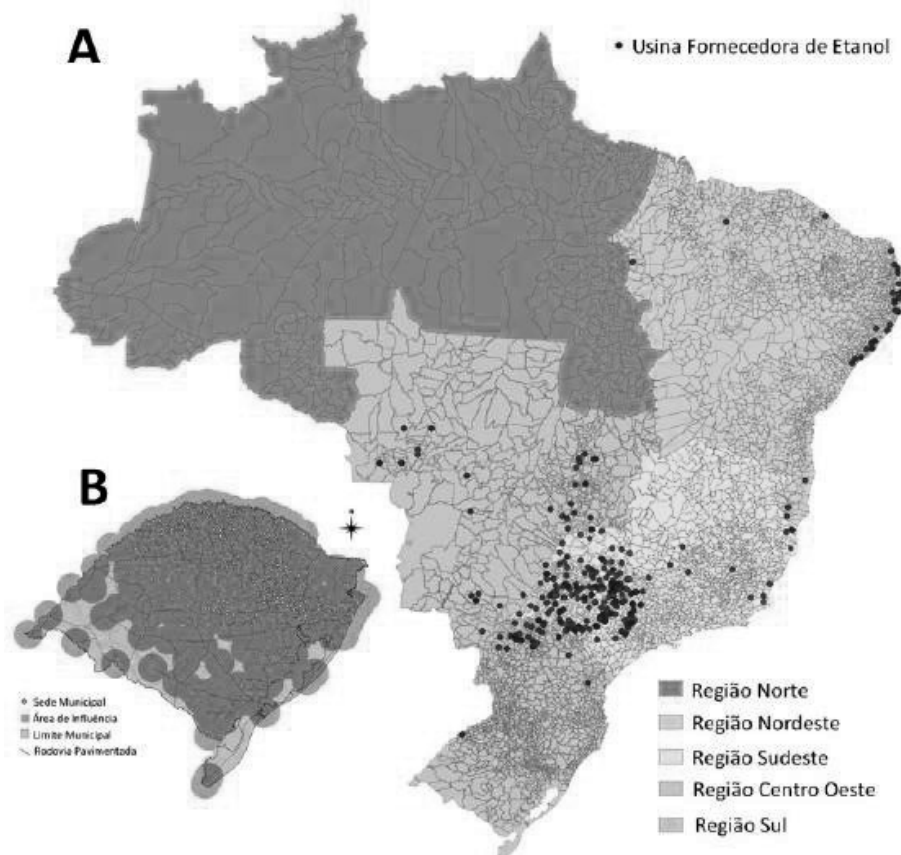 A
Usina Fornecedora de Etanol
B
Sede Municipal
Área de Influência
Limite Municipal
Rodovia Pavimentada
Região Norte
Região Nordeste
Região Sudeste
Região Centro Oeste
Região Sul